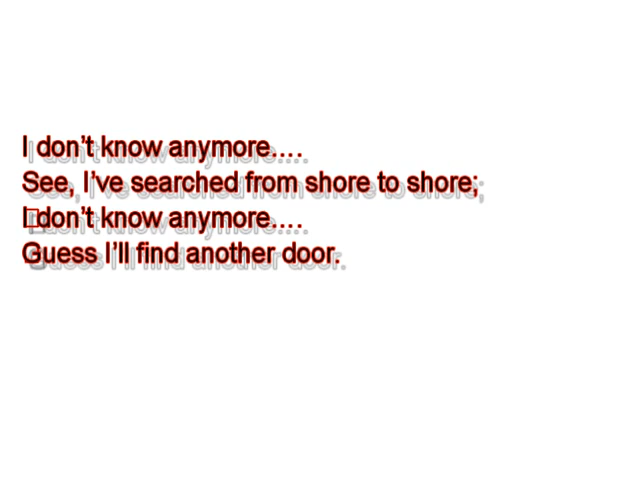 I don’t know anymore….
See, I’ve searched from shore to shore;
I don’t know anymore….
Guess I’ll find another door.